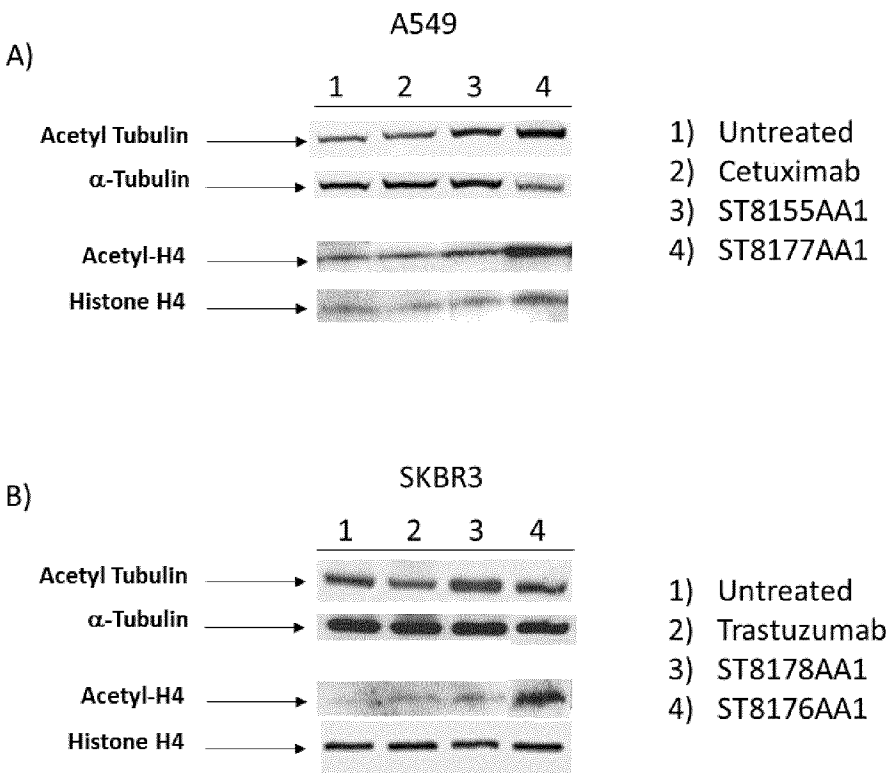 A549
A)
1 2 3 4
Acetyl Tubulin
α-Tubulin
Acetyl-H4
Histone H4
1) Untreated
2) Cetuximab
3) ST8155AA1
4) ST8177AA1
SKBR3
B)
1 2 3 4
Acetyl Tubulin
α-Tubulin
Acetyl-H4
Histone H4
1) Untreated
2) Trastuzumab
3) ST8178AA1
4) ST8176AA1